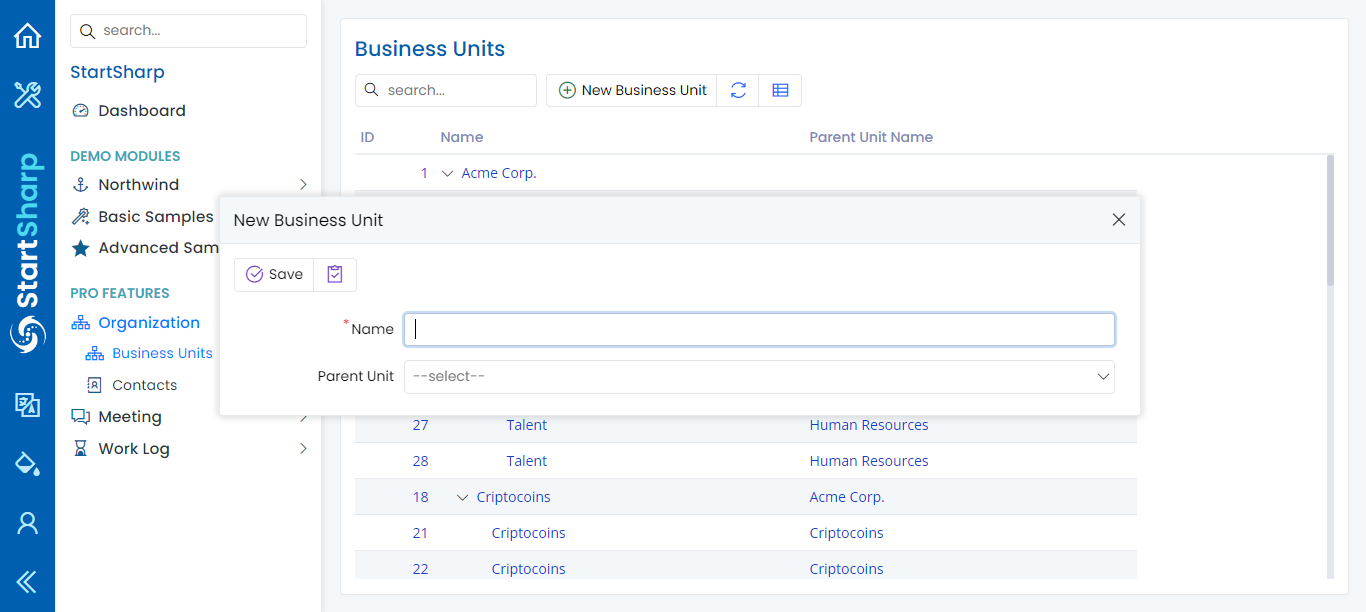 StartSharp
search...
StartSharp
Dashboard
DEMO MODULES
Northwind
Basic Samples
Advanced Sam
PRO FEATURES
Organization
Business Units
Contacts
Meeting
Work Log
Business Units
search...
New Business Unit
ID Name Parent Unit Name
1 Acme Corp.
New Business Unit
Save
*Name
Parent Unit --select--
27 Talent Human Resources
28 Talent Human Resources
18 Criptocoins Acme Corp.
21 Criptocoins Criptocoins
22 Criptocoins Criptocoins